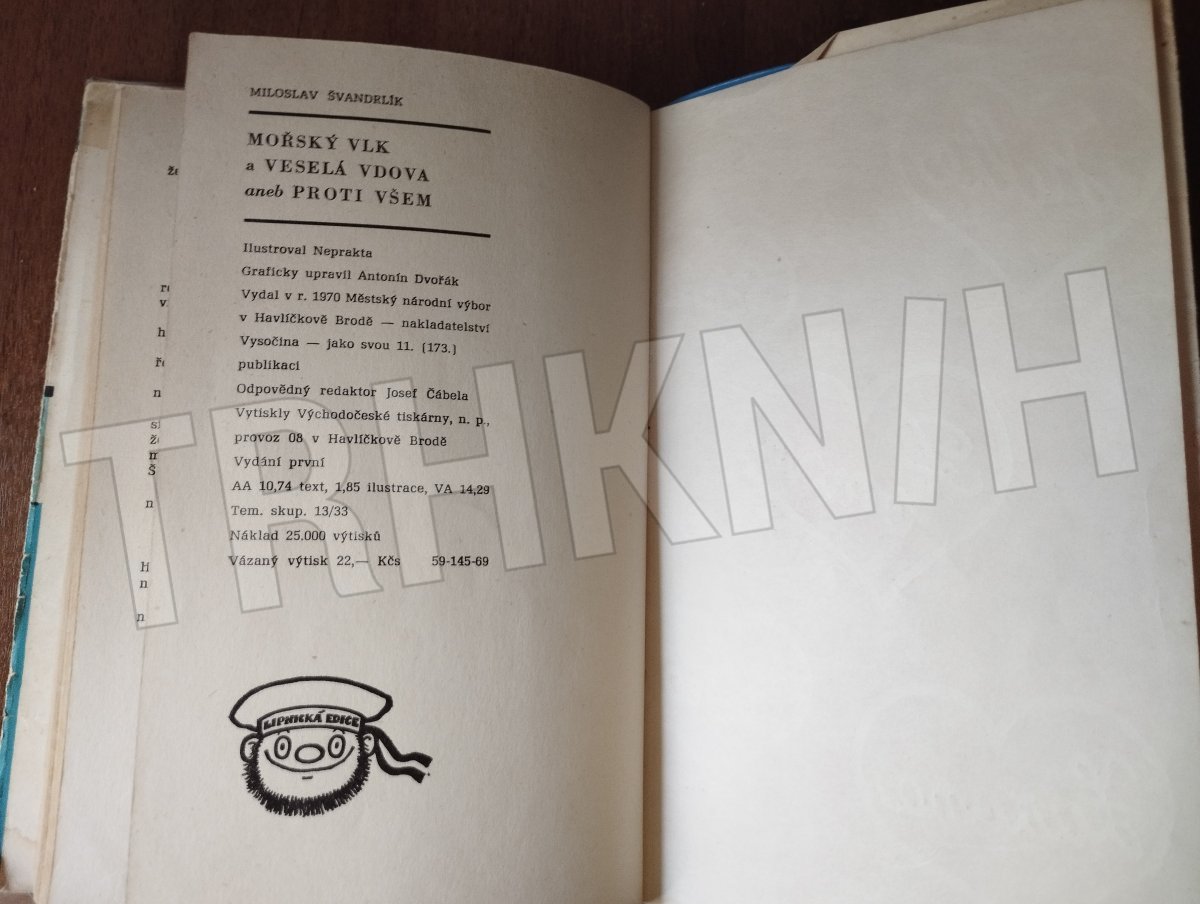 MILOSLAV ŠVANDRLÍK
MOŘSKÝ VLK
a VESELÁ VDOVA
aneb PROTI VŠEM
Ilustroval Neprakta
Graficky upravil Antonín Dvořák
Vydal v r. 1970 Městský národní výbor
v Havlíčkově Brodě — nakladatelství
Vysočina — jako svou 11. (173.)
publikaci
Odpovědný redaktor Josef Čábela
Vytiskly Východočeské tiskárny, n. p.,
provoz 08 v Havlíčkově Brodě
Vydání první
AA 10,74 text, 1,85 ilustrace, VA 14,29
Tem. skup. 13/33
Náklad 25.000 výtisků
Vázaný výtisk 22,— Kčs 59-145-69
LIPNICKÁ EDICE
TRHKNIH